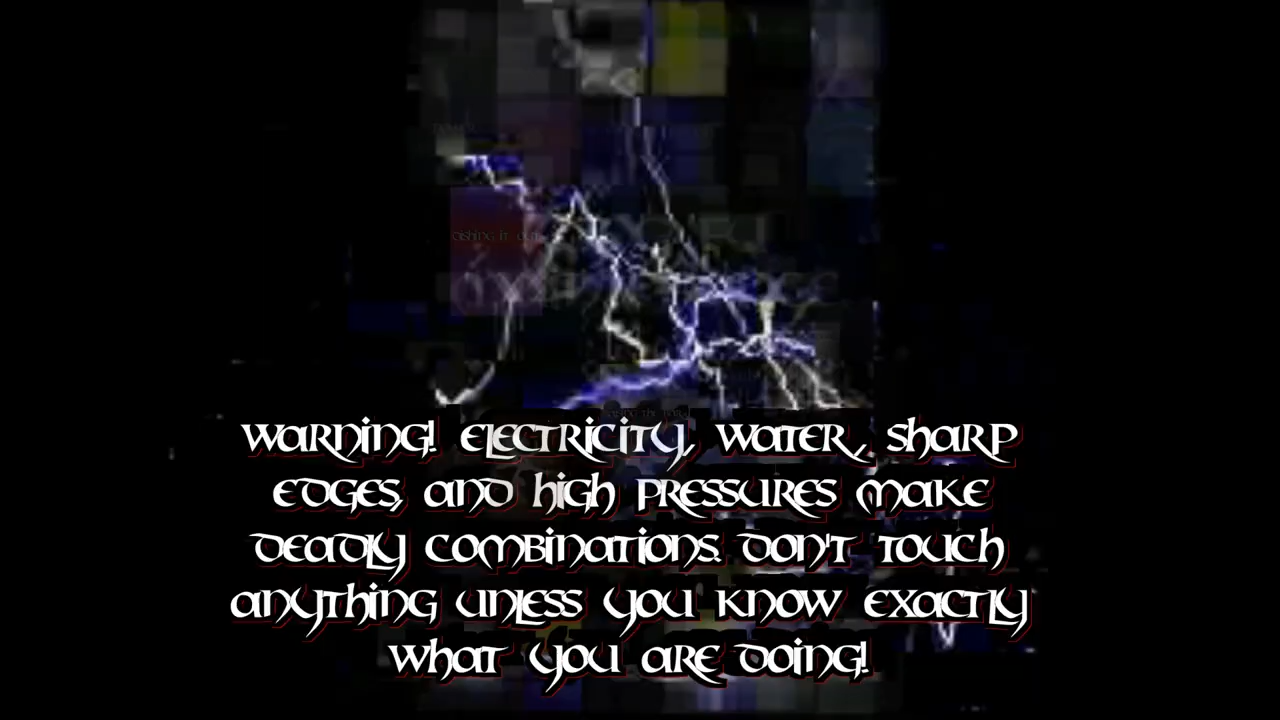 WARNING! ELECTRICITY, WATER, SHARP
EDGES, AND HIGH PRESSURES MAKE
DEADLY COMBINATIONS. DON'T TOUCH
ANYTHING UNLESS YOU KNOW EXACTLY
WHAT YOU ARE DOING!